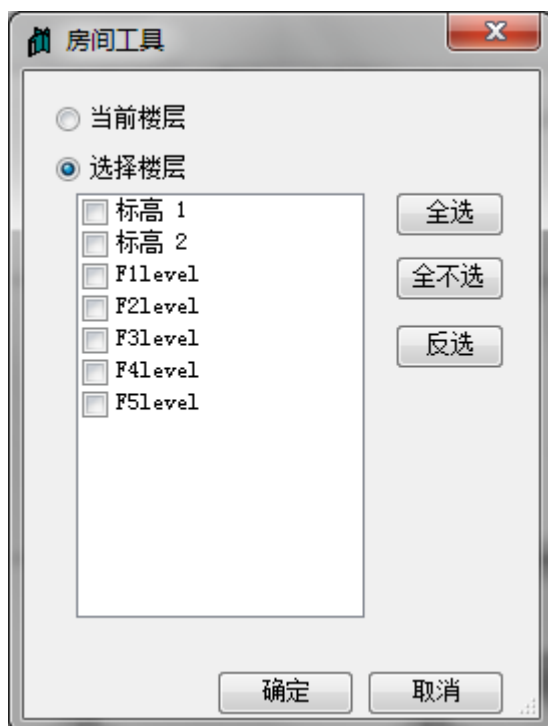 房间工具
当前楼层
选择楼层
标高 1
标高 2
F1level
F2level
F3level
F4level
F5level
全选
全不选
反选
确定
取消